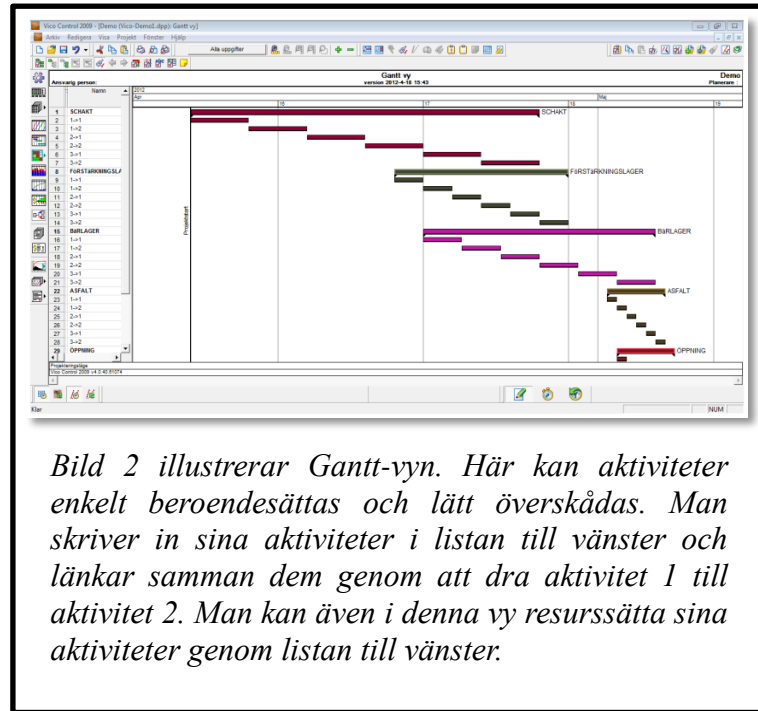 Vico Control 2009 - [Demo (Vico-Demo2.dpp): Gantt vy]
Arkiv Redigera Visa Projekt Fönster Hjälp
Alla uppgifter
Ansvarig person:
Gantt vy
version 2012-4-18 15:43
Demo
Planerare :
Namn
2012
Apr
Maj
16
17
18
19
Projektstart
1 SCHAKT
2 1->1
3 1->2
4 2->1
5 2->2
6 3->1
7 3->2
8 FöRSTäRKNINGSLA
9 1->1
10 1->2
11 2->1
12 2->2
13 3->1
14 3->2
15 BäRLAGER
16 1->1
17 1->2
18 2->1
19 2->2
20 3->1
21 3->2
22 ASFALT
23 1->1
24 1->2
25 2->1
26 2->2
27 3->1
28 3->2
29 ÖPPNING
SCHAKT
FöRSTäRKNINGSLAGER
BäRLAGER
ASFALT
ÖPPNING
Projekteringsläge
Klar
NUM
Bild 2 illustrerar Gantt-vyn. Här kan aktiviteter
enkelt beroendesättas och lätt överskådas. Man
skriver in sina aktiviteter i listan till vänster och
länkar samman dem genom att dra aktivitet 1 till
aktivitet 2. Man kan även i denna vy resurssätta sina
aktiviteter genom listan till vänster.